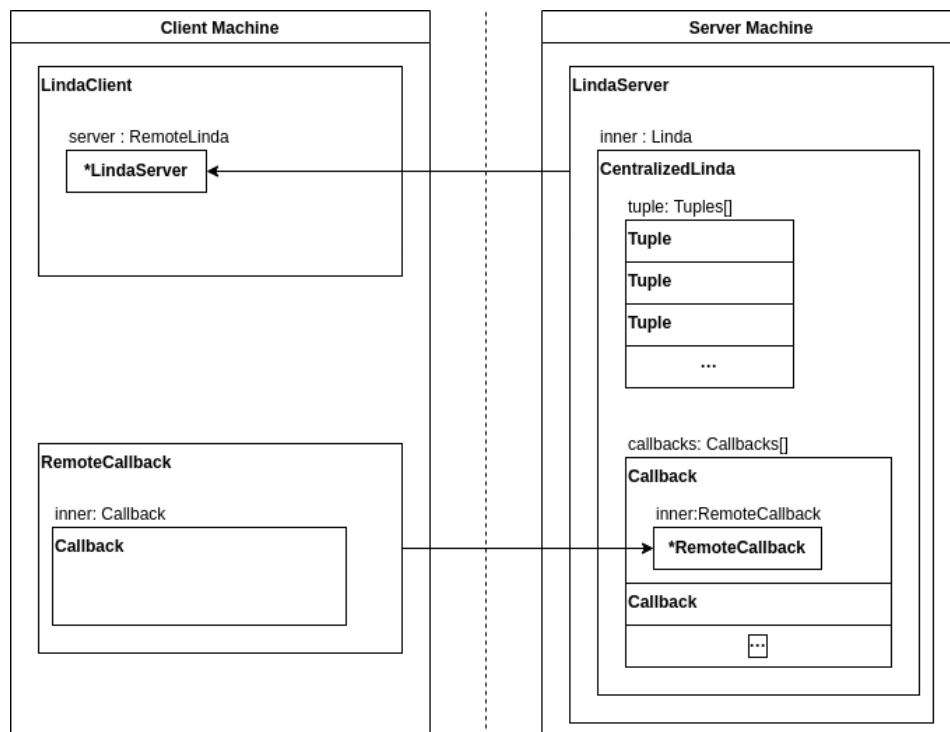 Client Machine
LindaClient
server : RemoteLinda
*LindaServer
RemoteCallback
inner: Callback
Callback
Server Machine
LindaServer
inner : Linda
CentralizedLinda
tuple: Tuples[]
Tuple
Tuple
Tuple
...
callbacks: Callbacks[]
Callback
inner:RemoteCallback
*RemoteCallback
Callback
...